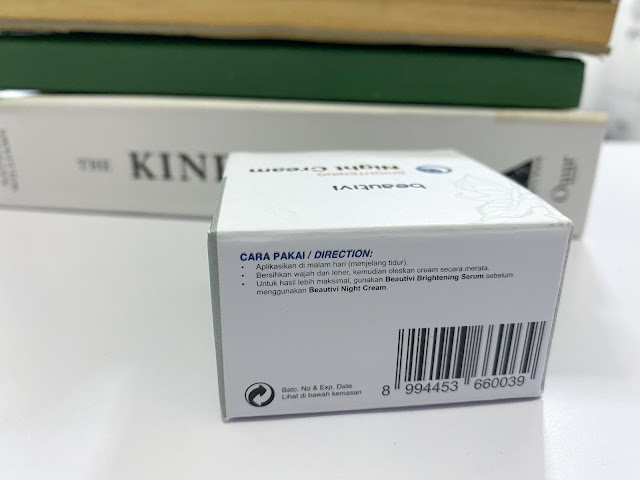 THE KIN
beautivi
BRIGHTENING
Night Cream
CARA PAKAI / DIRECTION:
• Aplikasikan di malam hari (menjelang tidur).
• Bersihkan wajah dan leher, kemudian oleskan cream secara merata.
• Untuk hasil lebih maksimal, gunakan Beautivi Brightening Serum sebelum
menggunakan Beautivi Night Cream.
Batc. No & Exp. Date
Lihat di bawah kemasan
8 994453 660039